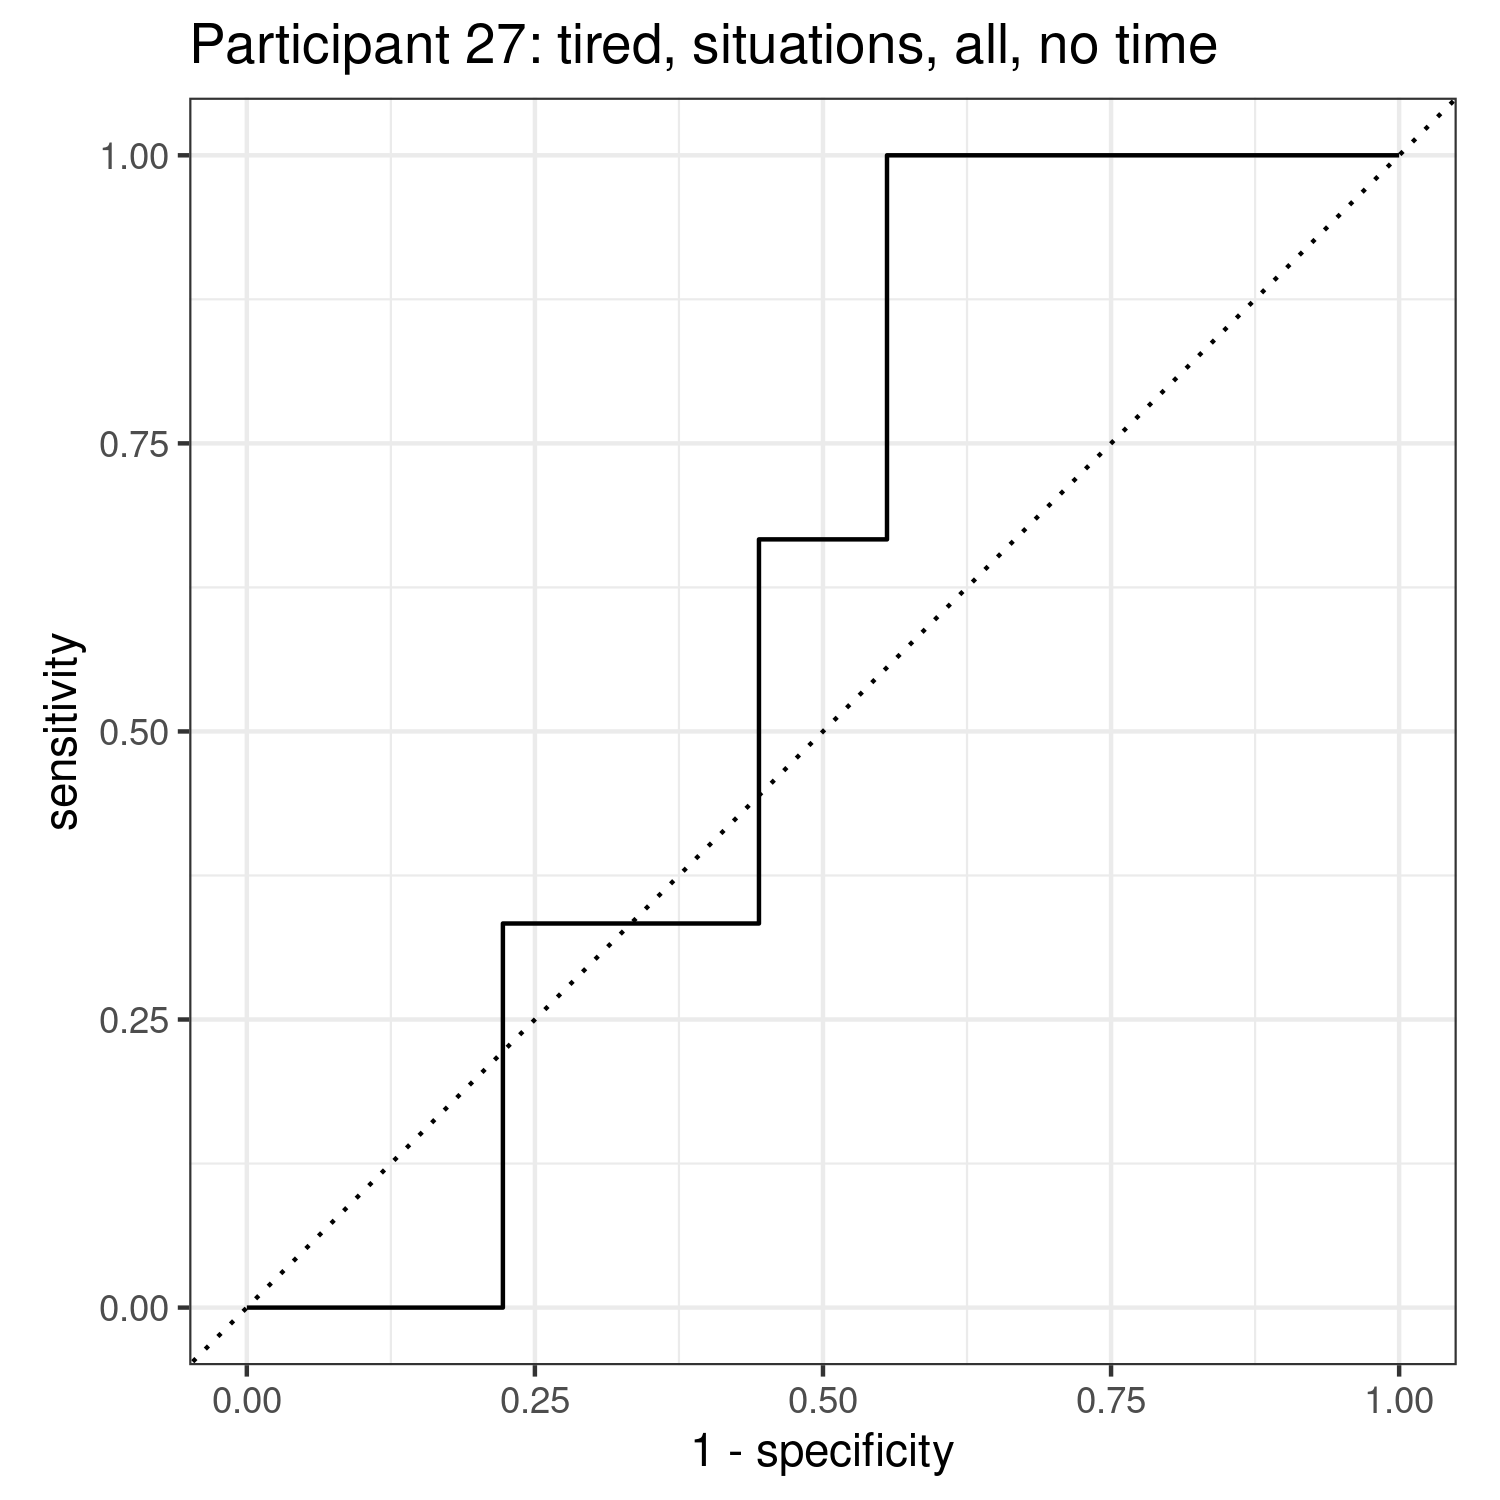 Participant 27: tired, situations, all, no time
1.00
0.75
0.50
0.25
0.00
sensitivity
0.00 0.25 0.50 0.75 1.00
1 - specificity